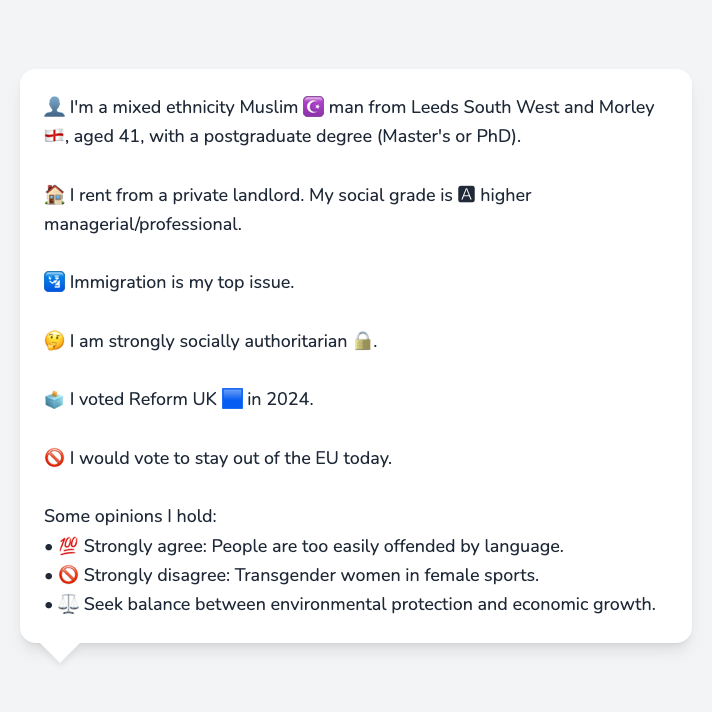 👤 I'm a mixed ethnicity Muslim ☪️ man from Leeds South West and Morley
🏴󠁧󠁢󠁥󠁮󠁧󠁿, aged 41, with a postgraduate degree (Master's or PhD).
🏠 I rent from a private landlord. My social grade is 🅰 higher
managerial/professional.
🛂 Immigration is my top issue.
🤔 I am strongly socially authoritarian 🔒.
🗳️ I voted Reform UK 🟦 in 2024.
🚫 I would vote to stay out of the EU today.
Some opinions I hold:
• 💯 Strongly agree: People are too easily offended by language.
• 🚫 Strongly disagree: Transgender women in female sports.
• ⚖️ Seek balance between environmental protection and economic growth.